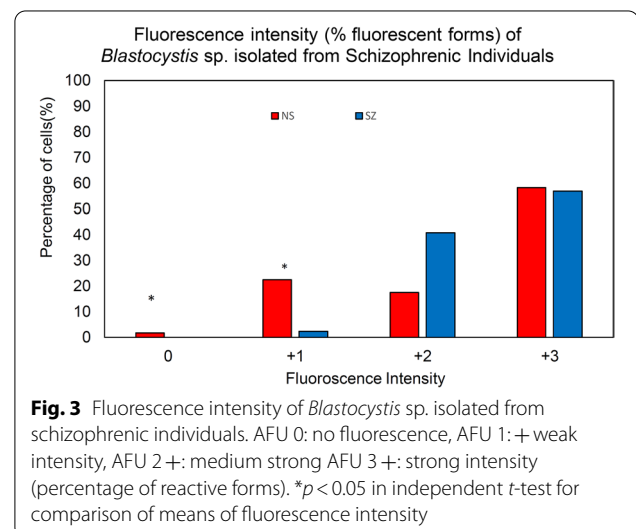 Fluorescence intensity (% fluorescent forms) of
Blastocystis sp. isolated from Schizophrenic Individuals
100
90
80
70
60
50
40
30
20
10
0
Percentage of cells(%)
NS SZ
* *
0 +1 +2 +3
Fluoroscence Intensity
Fig. 3 Fluorescence intensity of Blastocystis sp. isolated from
schizophrenic individuals. AFU 0: no fluorescence, AFU 1: + weak
intensity, AFU 2 +: medium strong AFU 3 +: strong intensity
(percentage of reactive forms). *p < 0.05 in independent t-test for
comparison of means of fluorescence intensity